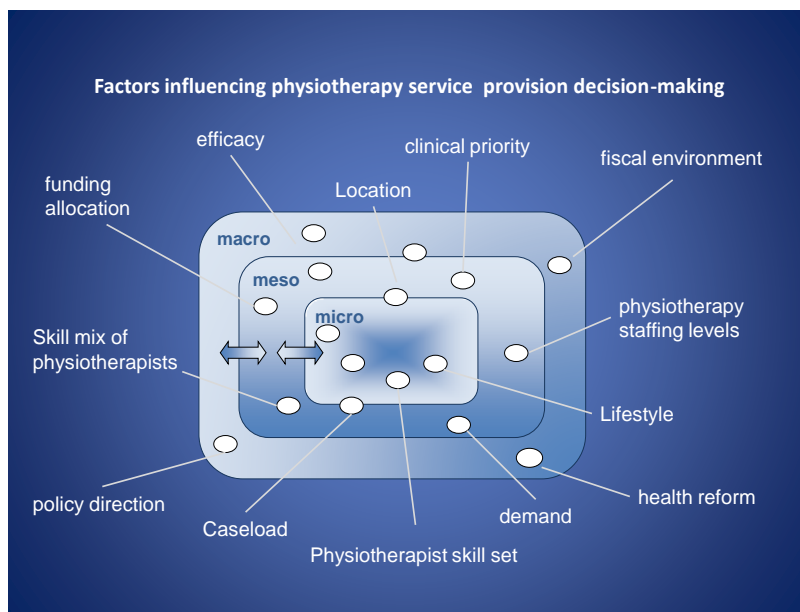 Factors influencing physiotherapy service provision decision-making
efficacy
clinical priority
fiscal environment
funding
allocation
Location
macro
meso
micro
physiotherapy
staffing levels
Skill mix of
physiotherapists
Lifestyle
policy direction
health reform
Caseload
demand
Physiotherapist skill set